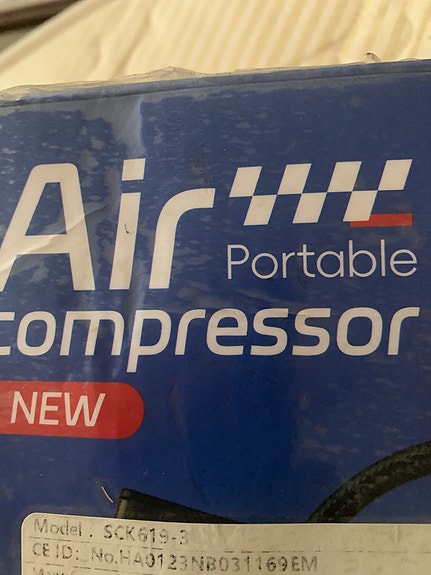 Air
Portable
compressor
NEW
Model . SCK619-3
CE ID: No.HA0123NB031169EM